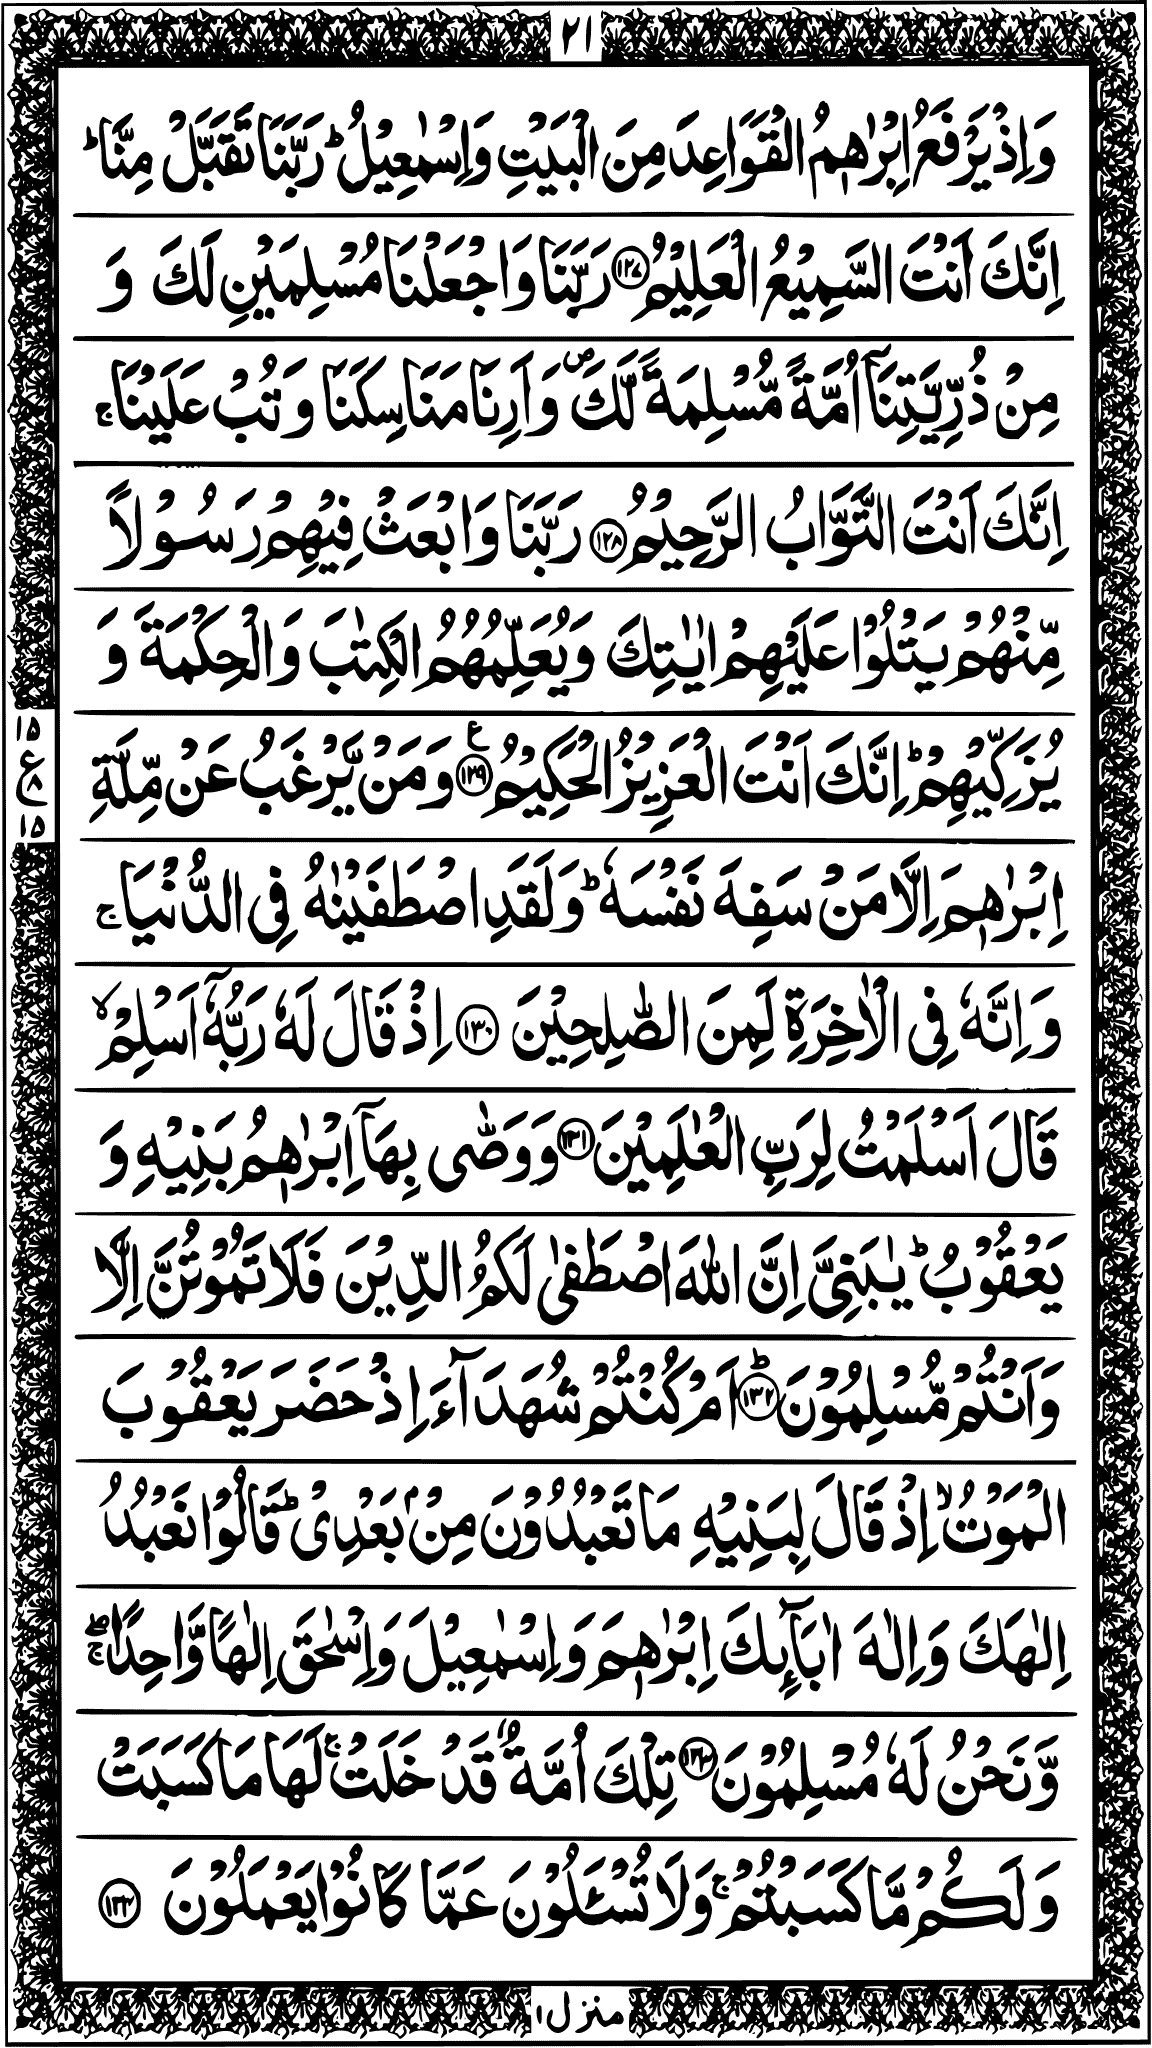 ٢١
وَاِذْ يَرْفَعُ اِبْرٰهٖمُ الْقَوَاعِدَ مِنَ الْبَيْتِ وَاِسْمٰعِيْلُ ؕ رَبَّنَا تَقَبَّلْ مِنَّا ؕ
اِنَّكَ اَنْتَ السَّمِيْعُ الْعَلِيْمُ ﴿١٢٧﴾ رَبَّنَا وَاجْعَلْنَا مُسْلِمَيْنِ لَكَ وَ
مِنْ ذُرِّيَّتِنَاۤ اُمَّةً مُّسْلِمَةً لَّكَ ۪ وَاَرِنَا مَنَاسِكَنَا وَتُبْ عَلَيْنَا ۚ
اِنَّكَ اَنْتَ التَّوَّابُ الرَّحِيْمُ ﴿١٢٨﴾ رَبَّنَا وَابْعَثْ فِيْهِمْ رَسُوْلًا
مِّنْهُمْ يَتْلُوْا عَلَيْهِمْ اٰيٰتِكَ وَيُعَلِّمُهُمُ الْكِتٰبَ وَالْحِكْمَةَ وَ
يُزَكِّيْهِمْ ؕ اِنَّكَ اَنْتَ الْعَزِيْزُ الْحَكِيْمُ ﴿١٢٩﴾ ع وَمَنْ يَّرْغَبُ عَنْ مِّلَّةِ
١٥
ع ٨
١٥
اِبْرٰهٖمَ اِلَّا مَنْ سَفِهَ نَفْسَهٗ ؕ وَلَقَدِ اصْطَفَيْنٰهُ فِى الدُّنْيَا ۚ
وَاِنَّهٗ فِى الْاٰخِرَةِ لَمِنَ الصّٰلِحِيْنَ ﴿١٣٠﴾ اِذْ قَالَ لَهٗ رَبُّهٗۤ اَسْلِمْ ۙ
قَالَ اَسْلَمْتُ لِرَبِّ الْعٰلَمِيْنَ ﴿١٣١﴾ وَوَصّٰى بِهَاۤ اِبْرٰهٖمُ بَنِيْهِ وَ
يَعْقُوْبُ ؕ يٰبَنِىَّ اِنَّ اللّٰهَ اصْطَفٰى لَكُمُ الدِّيْنَ فَلَا تَمُوْتُنَّ اِلَّا
وَاَنْتُمْ مُّسْلِمُوْنَ ؕ ﴿١٣٢﴾ اَمْ كُنْتُمْ شُهَدَآءَ اِذْ حَضَرَ يَعْقُوْبَ
الْمَوْتُ ۙ اِذْ قَالَ لِبَنِيْهِ مَا تَعْبُدُوْنَ مِنْۢ بَعْدِىْ ؕ قَالُوْا نَعْبُدُ
اِلٰهَكَ وَاِلٰهَ اٰبَآئِكَ اِبْرٰهٖمَ وَاِسْمٰعِيْلَ وَاِسْحٰقَ اِلٰهًا وَّاحِدًا ۖۚ
وَّنَحْنُ لَهٗ مُسْلِمُوْنَ ﴿١٣٣﴾ تِلْكَ اُمَّةٌ قَدْ خَلَتْ ۚ لَهَا مَا كَسَبَتْ
وَلَكُمْ مَّا كَسَبْتُمْ ۚ وَلَا تُسْـَٔلُوْنَ عَمَّا كَانُوْا يَعْمَلُوْنَ ﴿١٣٤﴾
منزل ١